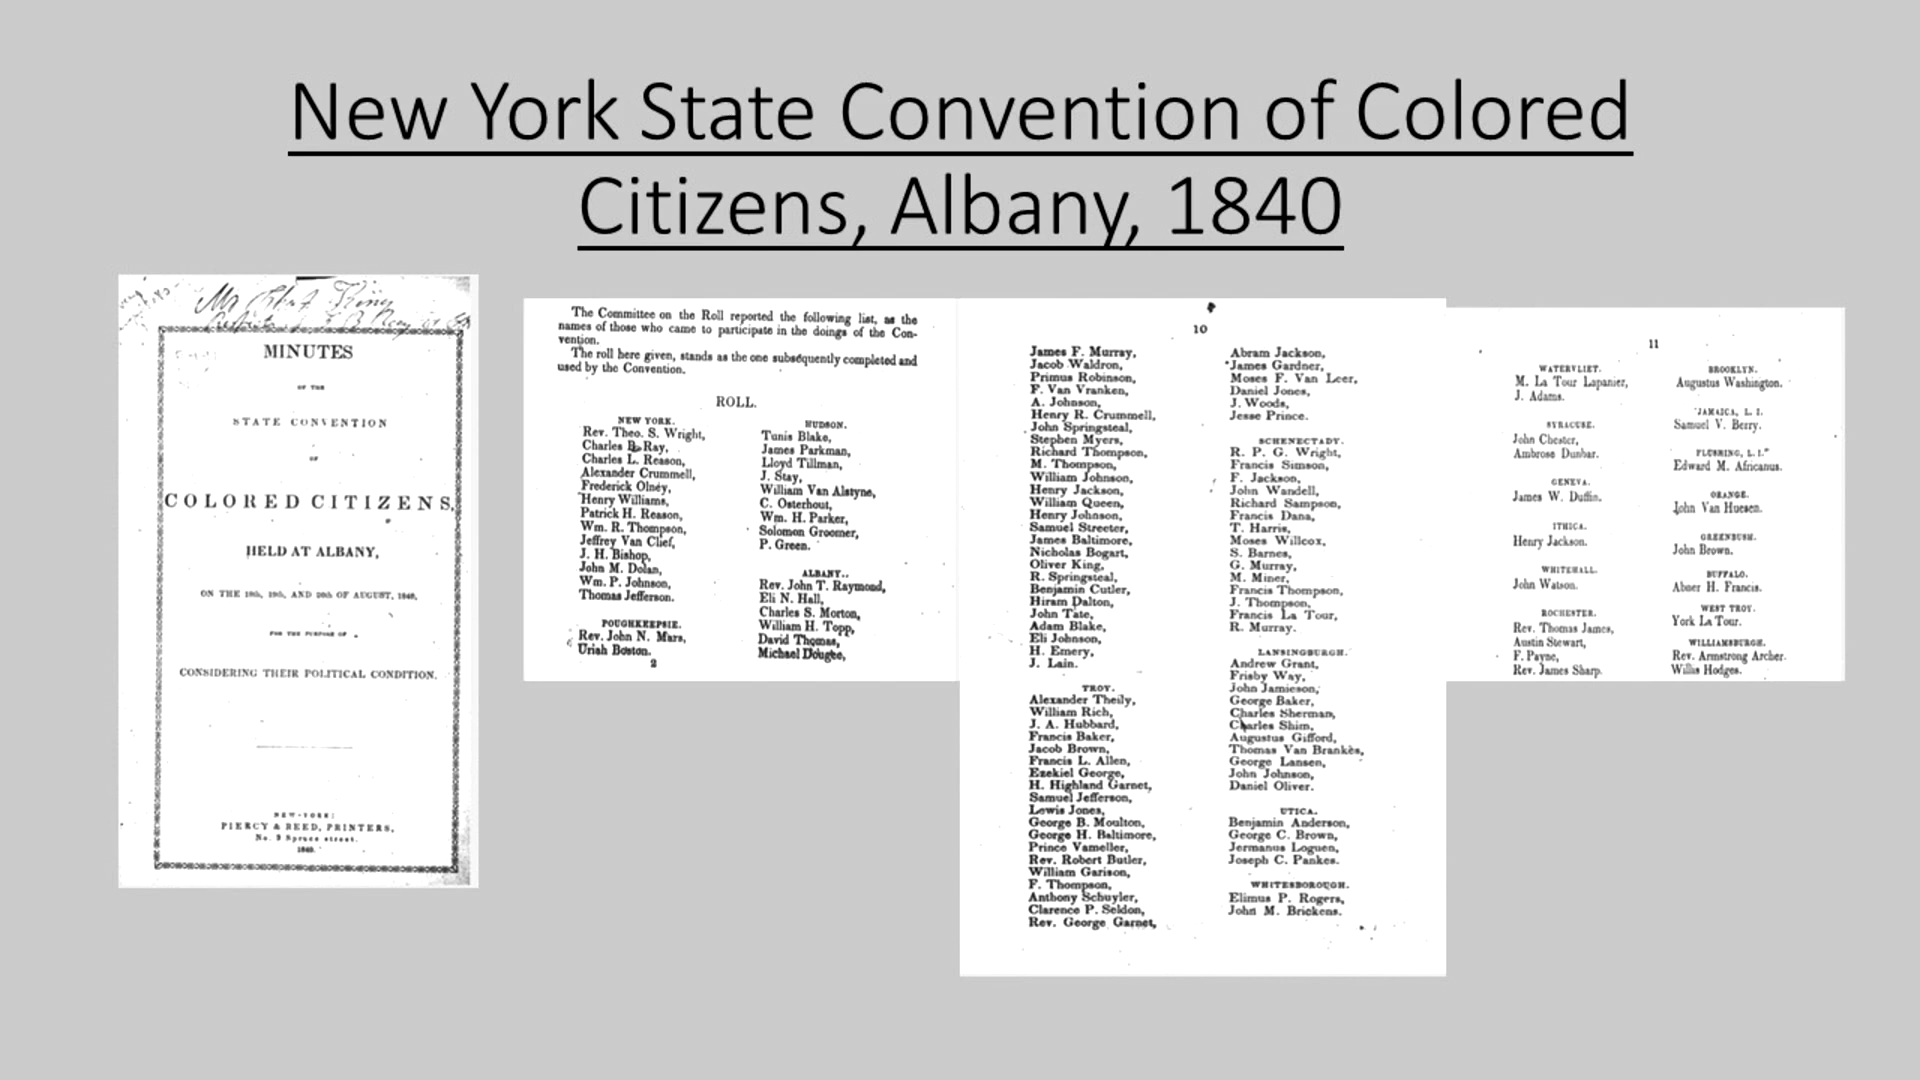 New York State Convention of Colored
Citizens, Albany, 1840
MINUTES
OF THE
STATE CONVENTION
OF
COLORED CITIZENS,
HELD AT ALBANY,
ON THE 18th, 19th, AND 20th OF AUGUST, 1840,
FOR THE PURPOSE OF
CONSIDERING THEIR POLITICAL CONDITION.
NEW-YORK:
PIERCY & REED, PRINTERS,
No. 9 Spruce street.
1840.
The Committee on the Roll reported the following list, as the
names of those who came to participate in the doings of the Con-
vention.
The roll here given, stands as the one subsequently completed and
used by the Convention.
ROLL.
NEW YORK.
Rev. Theo. S. Wright,
Charles B. Ray,
Charles L. Reason,
Alexander Crummell,
Frederick Olney,
Henry Williams,
Patrick H. Reason,
Wm. R. Thompson,
Jeffrey Van Clief,
J. H. Bishop,
John M. Dolan,
Wm. P. Johnson,
Thomas Jefferson.
POUGHKEEPSIE.
Rev. John N. Mars,
Uriah Boston.
2
HUDSON.
Tunis Blake,
James Parkman,
Lloyd Tillman,
J. Stay,
William Van Alstyne,
C. Osterhout,
Wm. H. Parker,
Solomon Groomer,
P. Green.
ALBANY..
Rev. John T. Raymond,
Eli N. Hall,
Charles S. Morton,
William H. Topp,
David Thomas,
Michael Dougee,
10
James F. Murray,
Jacob Waldron,
Primus Robinson,
F. Van Vranken,
A. Johnson,
Henry R. Crummell,
John Springsteal,
Stephen Myers,
Richard Thompson,
M. Thompson,
William Johnson,
Henry Jackson,
William Queen,
Henry Johnson,
Samuel Streeter,
James Baltimore,
Nicholas Bogart,
Oliver King,
R. Springsteal,
Benjamin Cutler,
Hiram Dalton,
John Tate,
Adam Blake,
Eli Johnson,
H. Emery,
J. Lain.
TROY.
Alexander Theily,
William Rich,
J. A. Hubbard,
Francis Baker,
Jacob Brown,
Francis L. Allen,
Ezekiel George,
H. Highland Garnet,
Samuel Jefferson,
Lewis Jones,
George B. Moulton,
George H. Baltimore,
Prince Vameller,
Rev. Robert Butler,
William Garison,
F. Thompson,
Anthony Schuyler,
Clarence P. Seldon,
Rev. George Garnet,
Abram Jackson,
James Gardner,
Moses F. Van Leer,
Daniel Jones,
J. Woods,
Jesse Prince.
SCHENECTADY.
R. P. G. Wright,
Francis Simson,
F. Jackson,
John Wandell,
Richard Sampson,
Francis Dana,
T. Harris,
Moses Willcox,
S. Barnes,
G. Murray,
M. Miner,
Francis Thompson,
J. Thompson,
Francis La Tour,
R. Murray.
LANSINGBURGH.
Andrew Grant,
Frisby Way,
John Jamieson,
George Baker,
Charles Sherman,
Charles Shim,
Augustus Gifford,
Thomas Van Brankes,
George Lansen,
John Johnson,
Daniel Oliver.
UTICA.
Benjamin Anderson,
George C. Brown,
Jermanus Loguen,
Joseph C. Pankes.
WHITESBOROUGH.
Elimus P. Rogers,
John M. Brickens.
11
WATERVLIET.
M. La Tour Lapanier,
J. Adams.
SYRACUSE.
John Chester,
Ambrose Dunbar.
GENEVA.
James W. Duffin.
ITHICA.
Henry Jackson.
WHITEHALL.
John Watson.
ROCHESTER.
Rev. Thomas James,
Austin Stewart,
F. Payne,
Rev. James Sharp.
BROOKLYN.
Augustus Washington.
JAMAICA, L. I.
Samuel V. Berry.
FLUSHING, L. I.
Edward M. Africanus.
ORANGE.
John Van Huesen.
GREENBUSH.
John Brown.
BUFFALO.
Abner H. Francis.
WEST TROY.
York La Tour.
WILLIAMSBURGH.
Rev. Armstrong Archer.
Willis Hodges.